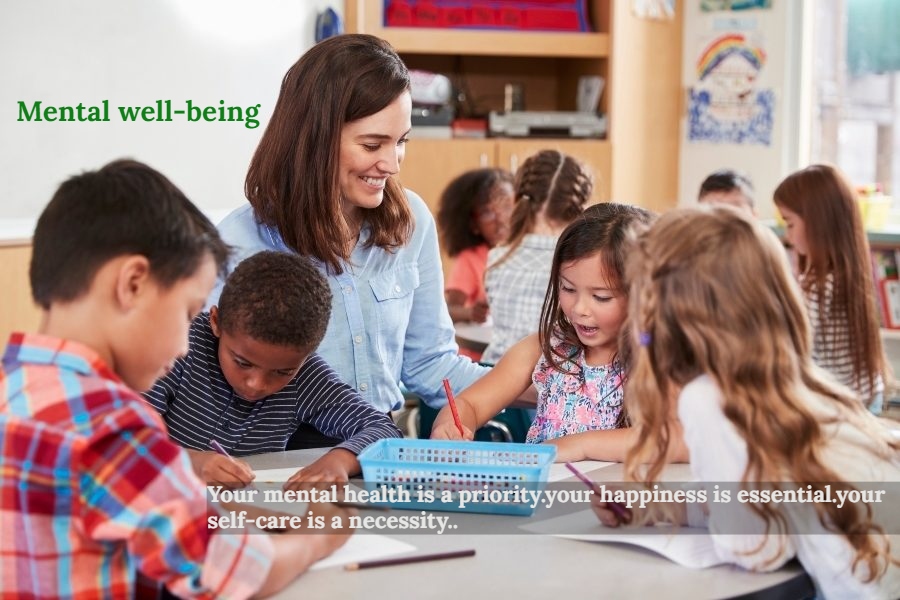 Mental well-being
Your mental health is a priority,your happiness is essential.your
self-care is a necessity..